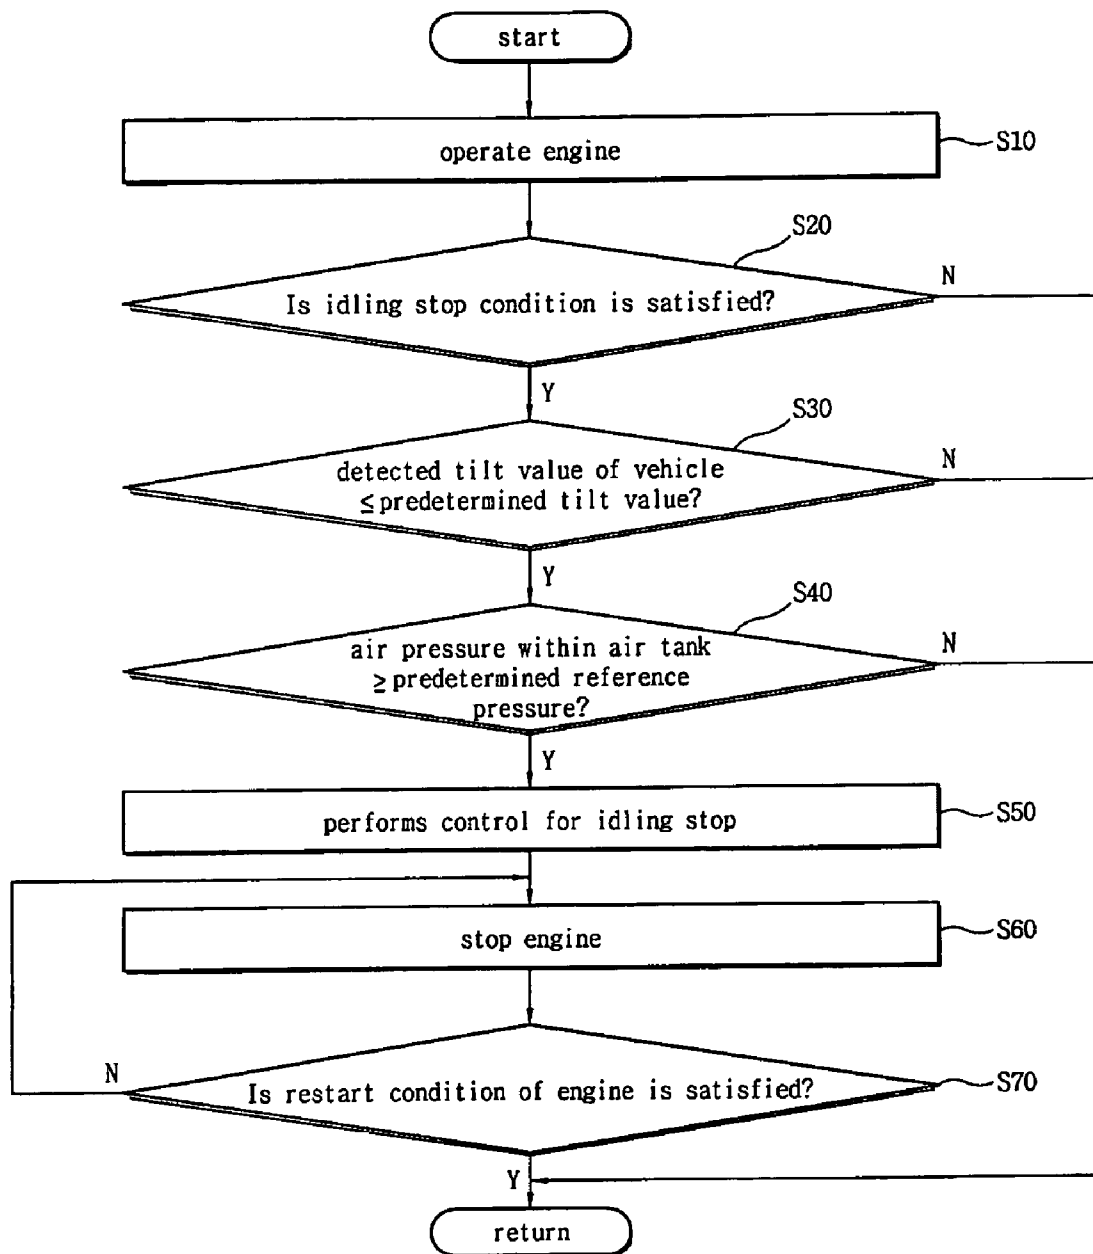 start
operate engine
S10
S20
Is idling stop condition is satisfied?
N
Y
S30
detected tilt value of vehicle
≤predetermined tilt value?
N
Y
S40
air pressure within air tank
≥predetermined reference
pressure?
N
Y
performs control for idling stop
S50
stop engine
S60
N
Is restart condition of engine is satisfied?
S70
Y
return